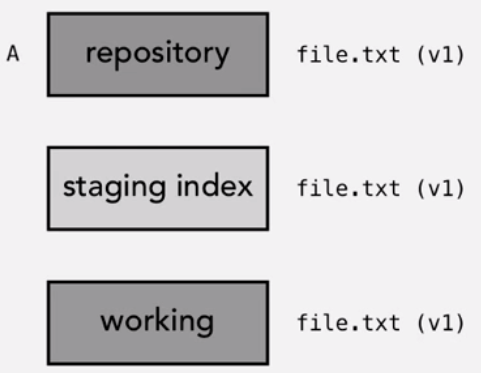 A repository file.txt (v1)
staging index file.txt (v1)
working file.txt (v1)